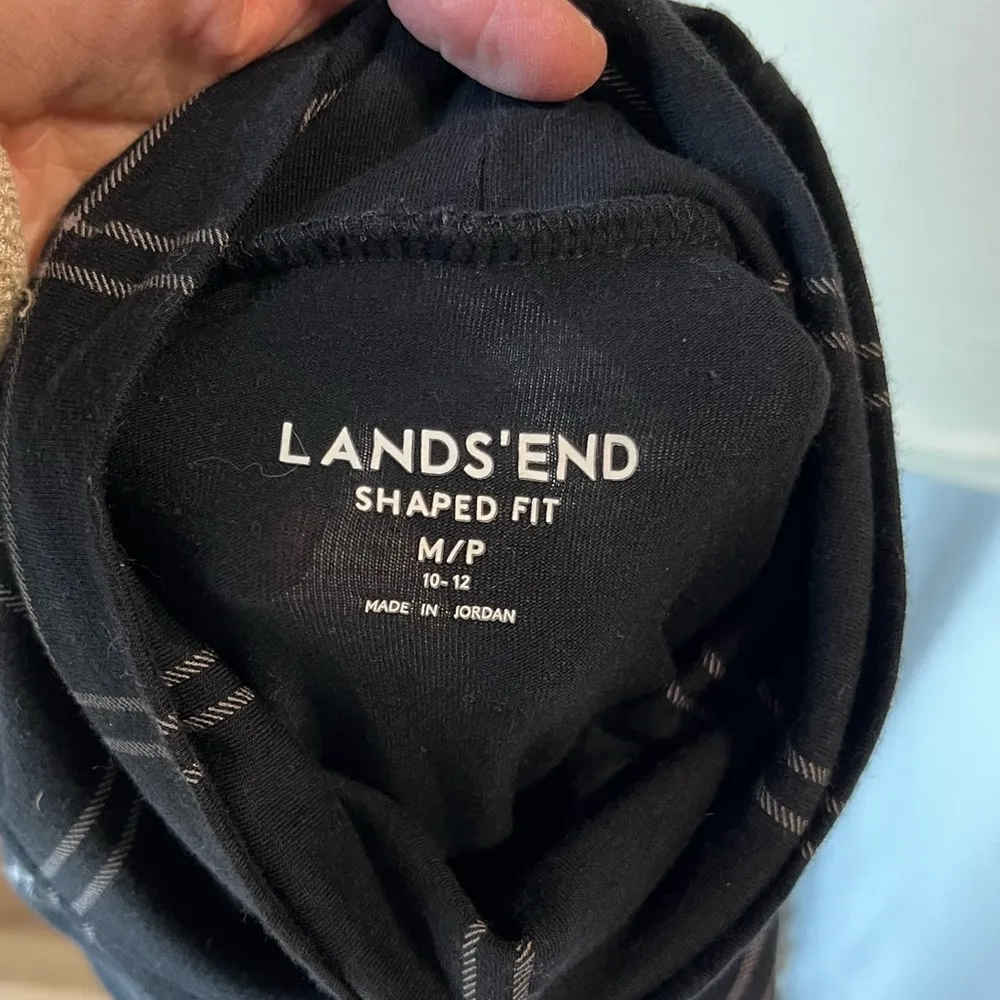 LANDS'END
SHAPED FIT
M/P
10-12
MADE IN JORDAN